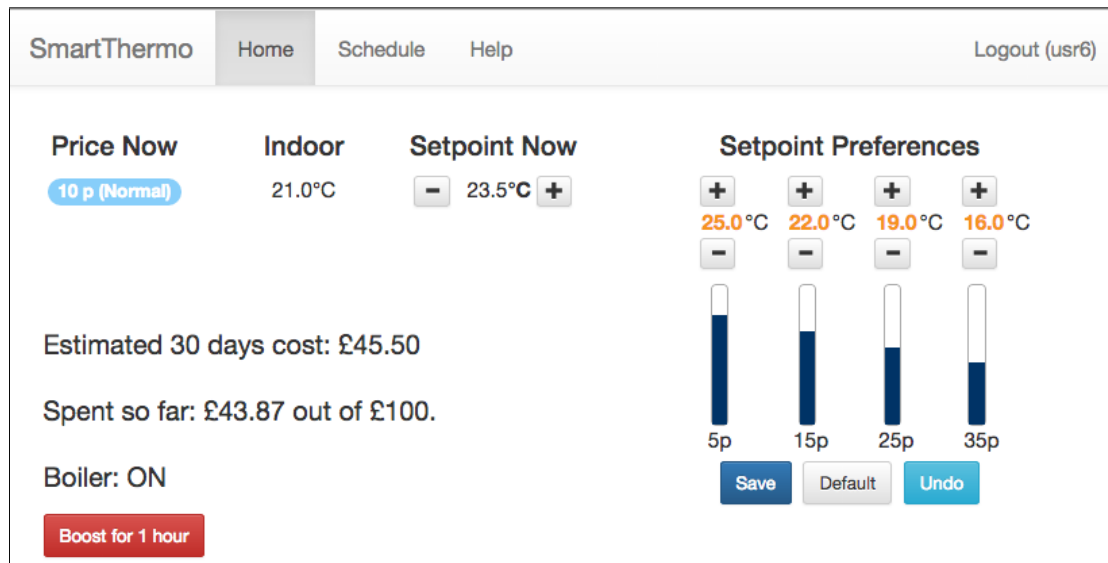 SmartThermo Home Schedule Help Logout (usr6)
Price Now Indoor Setpoint Now Setpoint Preferences
10 p (Normal) 21.0°C − 23.5°C +
+ + + +
25.0°C 22.0°C 19.0°C 16.0°C
− − − −
Estimated 30 days cost: £45.50
Spent so far: £43.87 out of £100.
Boiler: ON
Boost for 1 hour
5p 15p 25p 35p
Save Default Undo